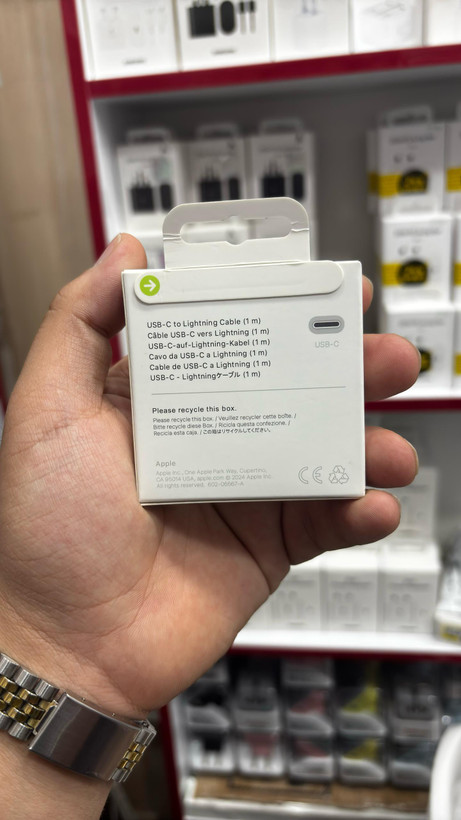 USB-C to Lightning Cable (1 m)
Câble USB-C vers Lightning (1 m)
USB-C-auf-Lightning-Kabel (1 m)
Cavo da USB-C a Lightning (1 m)
Cable de USB-C a Lightning (1 m)
USB-C - Lightningケーブル (1 m)
USB-C
Please recycle this box.
Please recycle this box. / Veuillez recycler cette boîte. /
Bitte recycle diese Box. / Ricicla questa confezione. /
Recicla esta caja. / この箱はリサイクルしてください。
Apple
Apple Inc., One Apple Park Way, Cupertino,
CA 95014 USA, apple.com © 2024 Apple Inc.
All rights reserved. 602-06662-A
CE